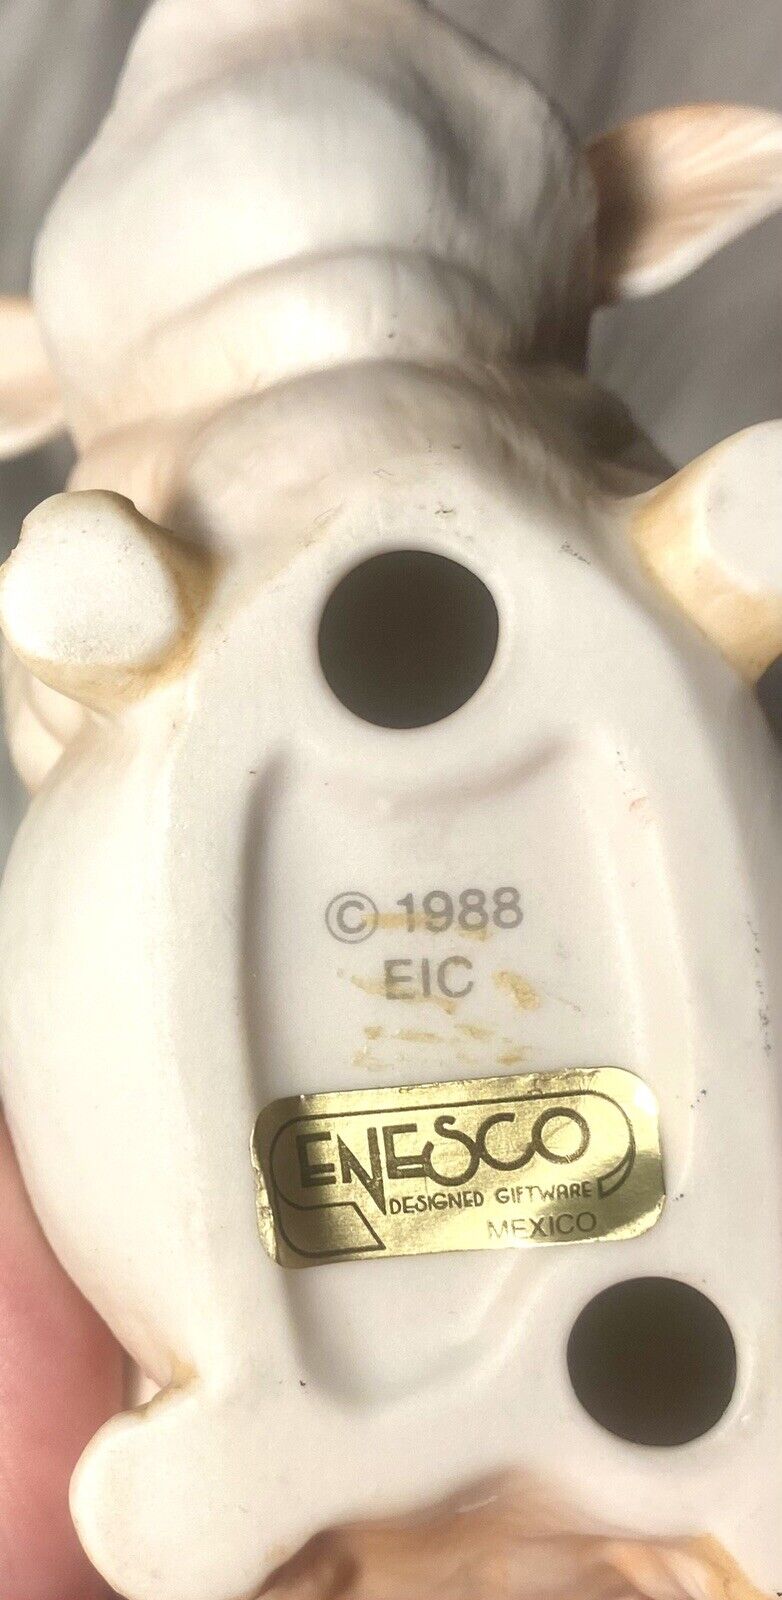 © 1988
EIC
ENESCO
DESIGNED GIFTWARE
MEXICO